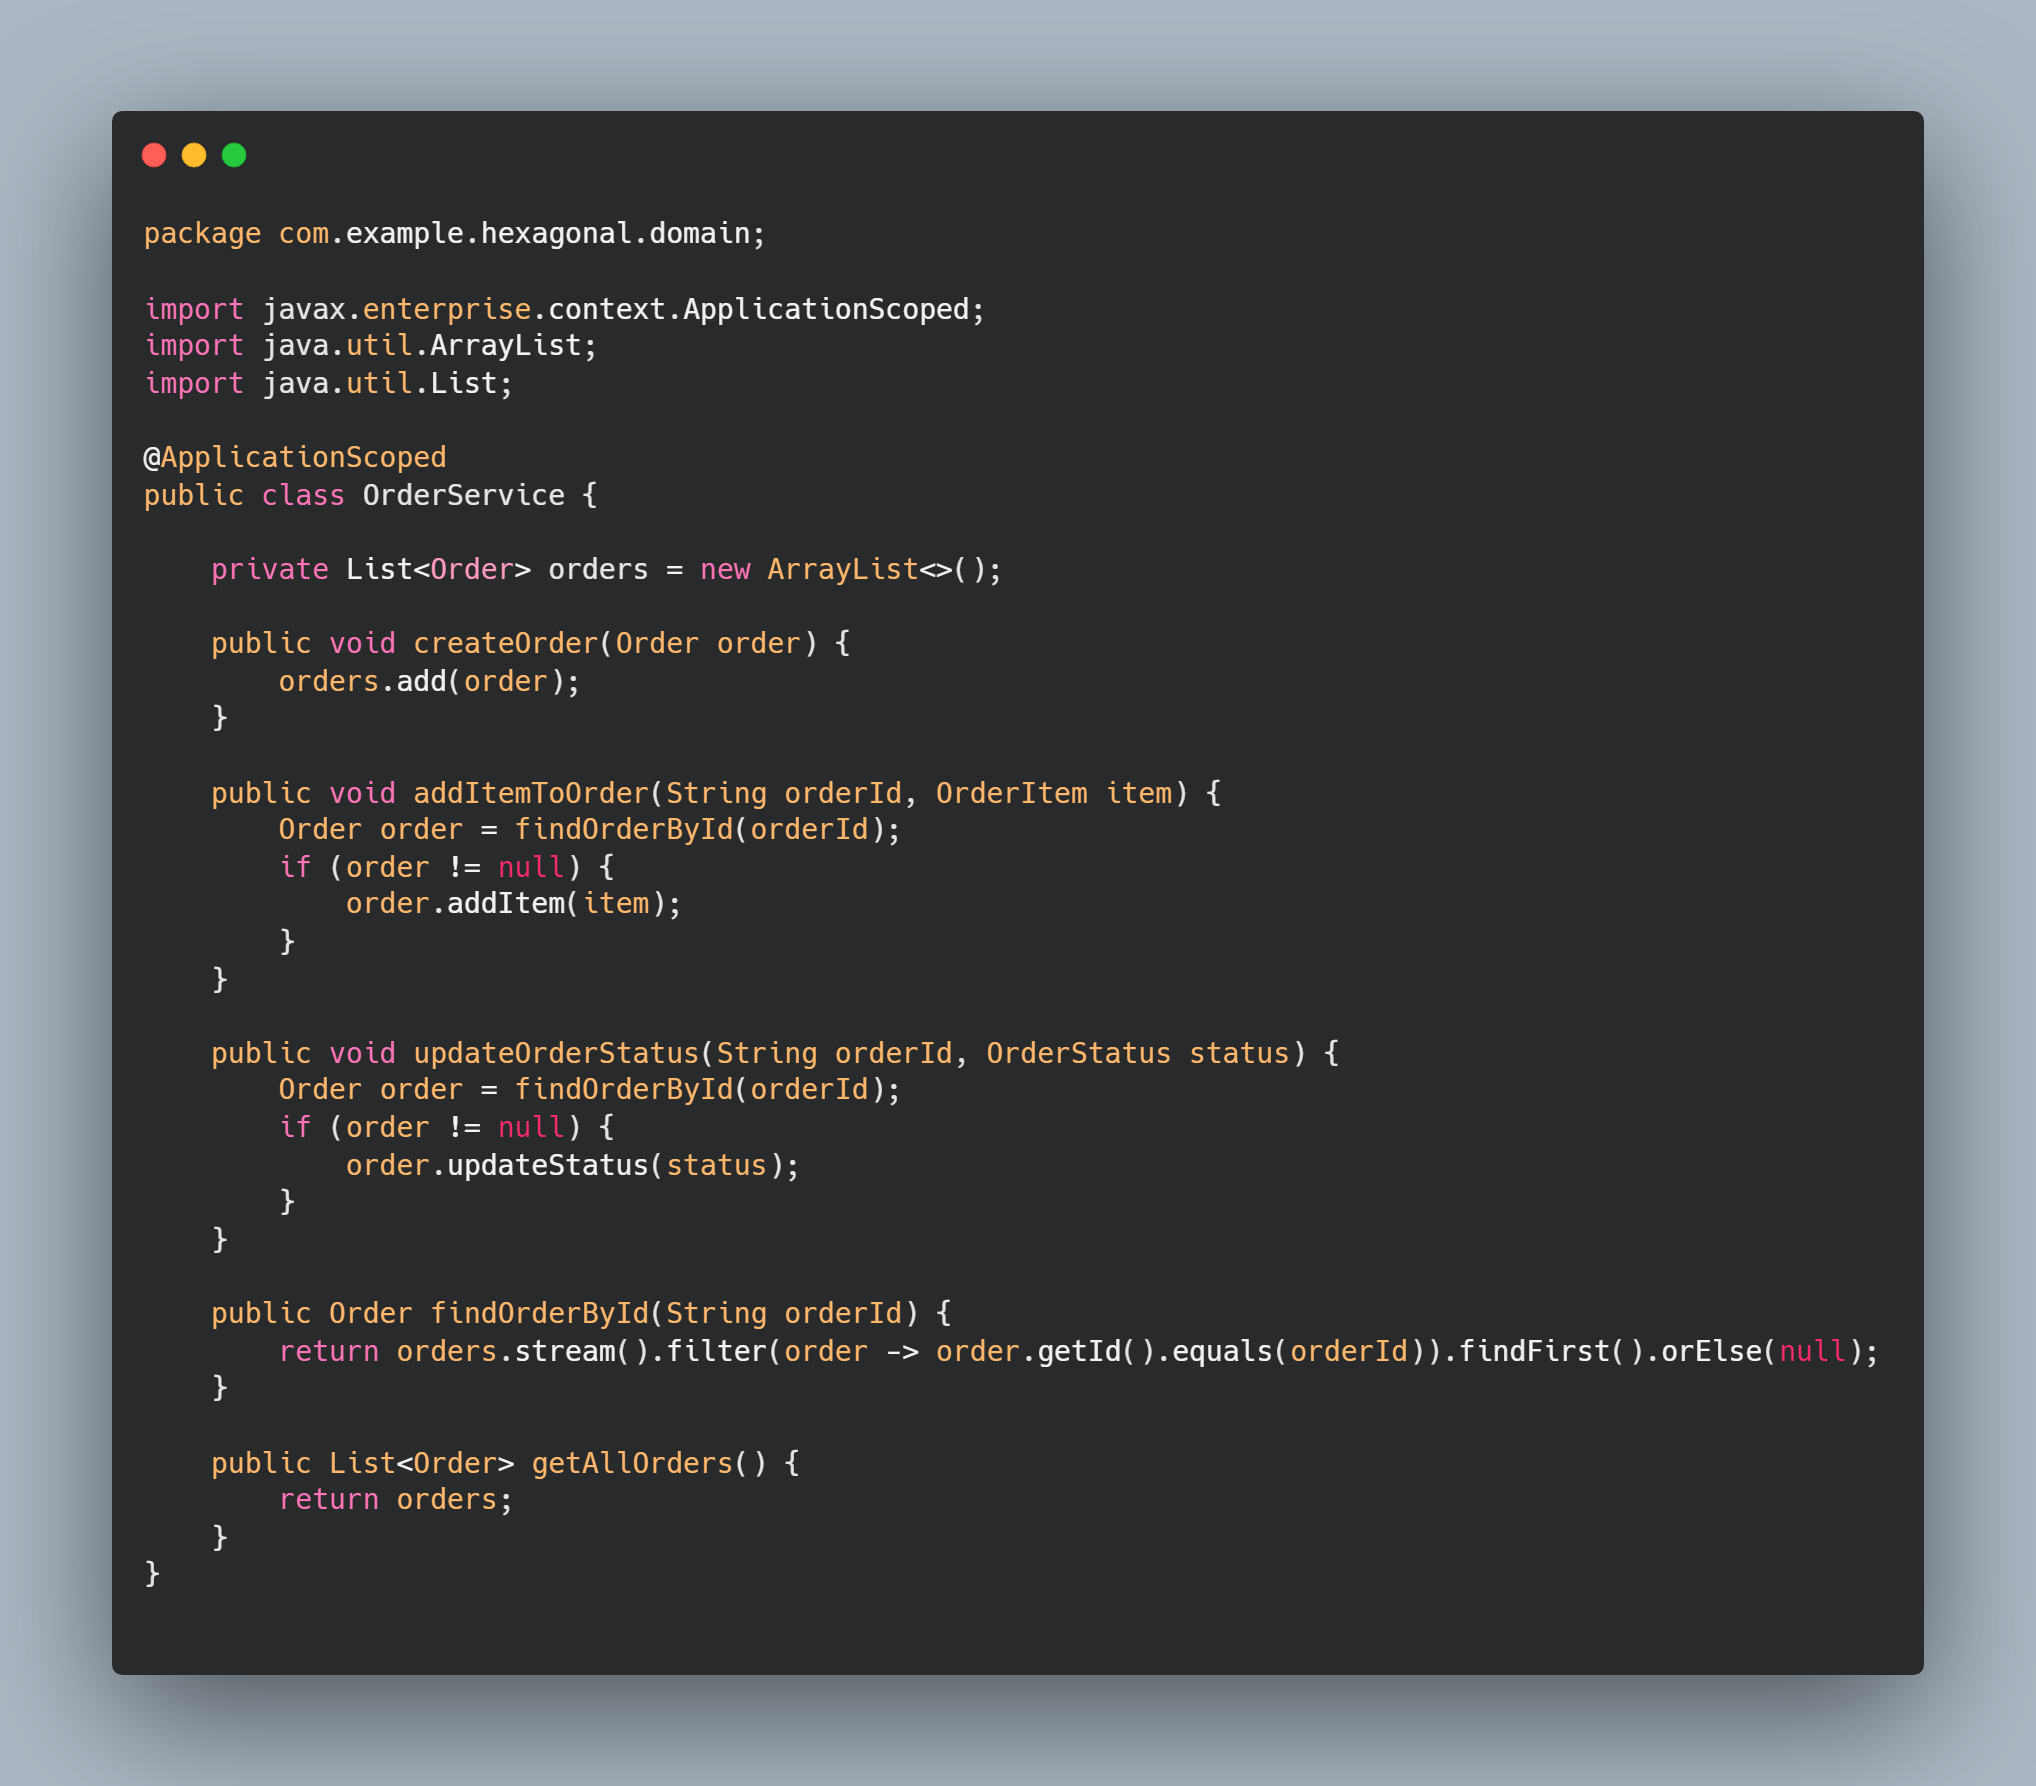 package com.example.hexagonal.domain;

import javax.enterprise.context.ApplicationScoped;
import java.util.ArrayList;
import java.util.List;

@ApplicationScoped
public class OrderService {

    private List<Order> orders = new ArrayList<>();

    public void createOrder(Order order) {
        orders.add(order);
    }

    public void addItemToOrder(String orderId, OrderItem item) {
        Order order = findOrderById(orderId);
        if (order != null) {
            order.addItem(item);
        }
    }

    public void updateOrderStatus(String orderId, OrderStatus status) {
        Order order = findOrderById(orderId);
        if (order != null) {
            order.updateStatus(status);
        }
    }

    public Order findOrderById(String orderId) {
        return orders.stream().filter(order -> order.getId().equals(orderId)).findFirst().orElse(null);
    }

    public List<Order> getAllOrders() {
        return orders;
    }
}